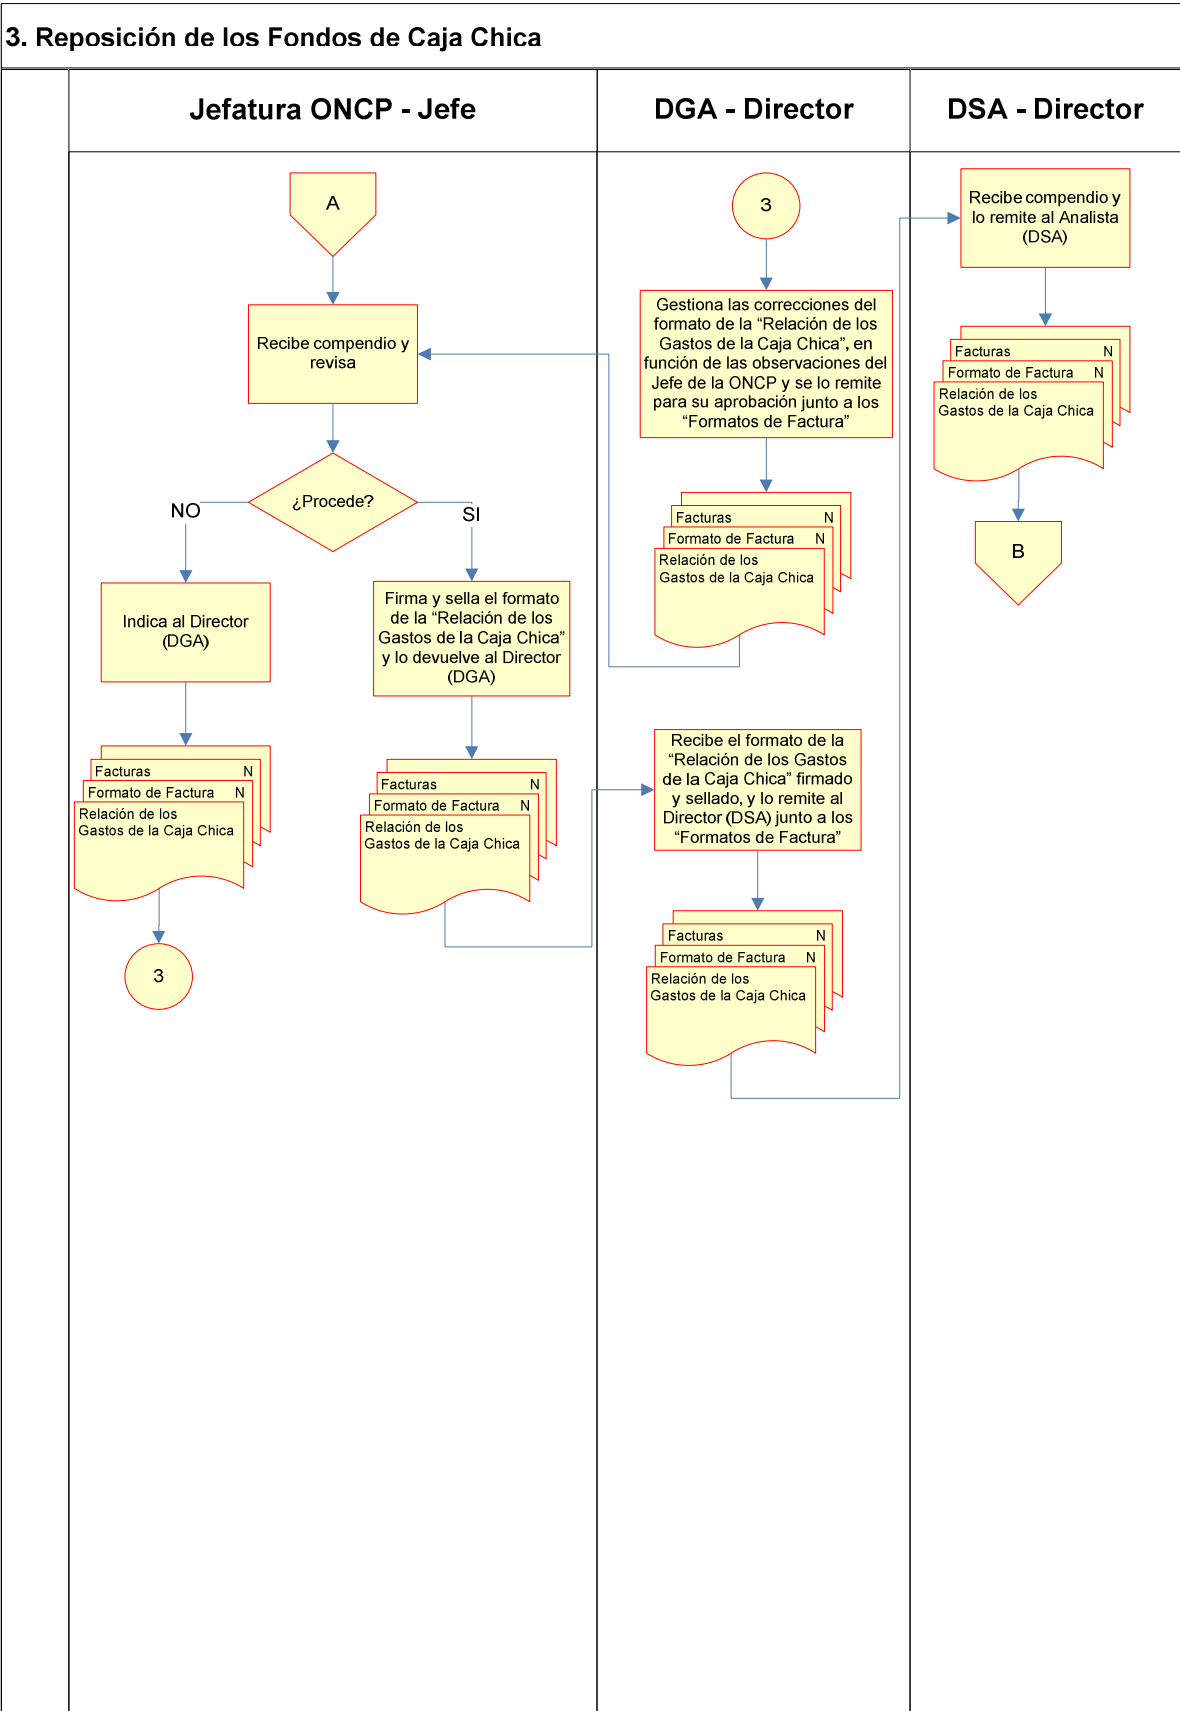 3. Reposición de los Fondos de Caja Chica
Jefatura ONCP - Jefe
DGA - Director
DSA - Director
A
Recibe compendio y
revisa
¿Procede?
NO
SI
Indica al Director
(DGA)
Facturas N
Formato de Factura N
Relación de los
Gastos de la Caja Chica
3
Firma y sella el formato
de la “Relación de los
Gastos de la Caja Chica”
y lo devuelve al Director
(DGA)
Facturas N
Formato de Factura N
Relación de los
Gastos de la Caja Chica
3
Gestiona las correcciones del
formato de la “Relación de los
Gastos de la Caja Chica”, en
función de las observaciones del
Jefe de la ONCP y se lo remite
para su aprobación junto a los
“Formatos de Factura”
Facturas N
Formato de Factura N
Relación de los
Gastos de la Caja Chica
Recibe el formato de la
“Relación de los Gastos
de la Caja Chica” firmado
y sellado, y lo remite al
Director (DSA) junto a los
“Formatos de Factura”
Facturas N
Formato de Factura N
Relación de los
Gastos de la Caja Chica
Recibe compendio y
lo remite al Analista
(DSA)
Facturas N
Formato de Factura N
Relación de los
Gastos de la Caja Chica
B